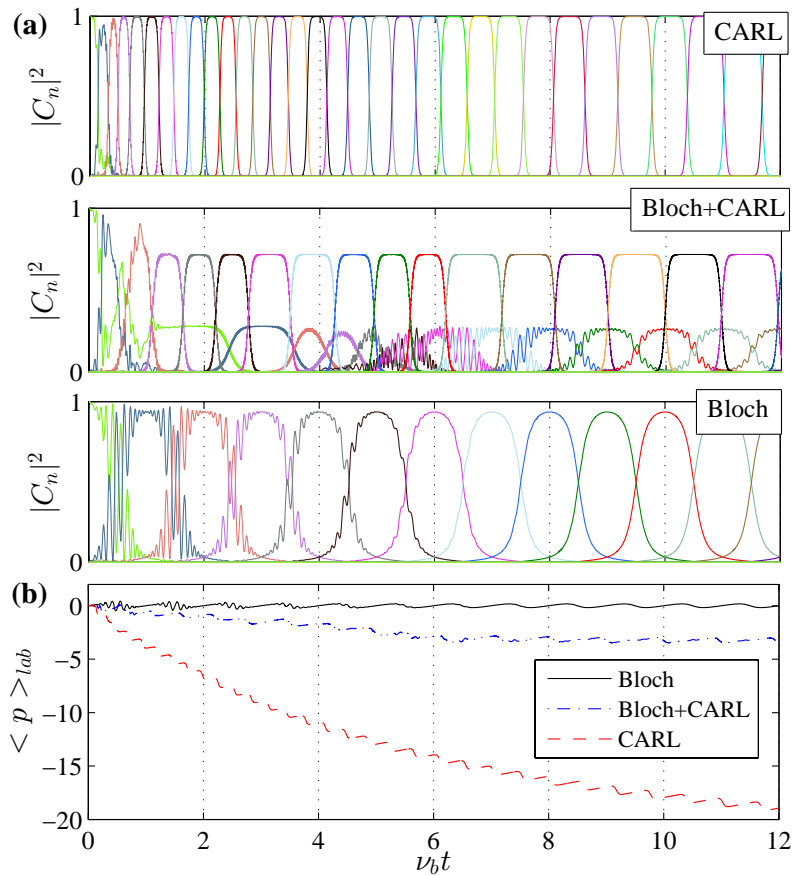 (a)
1
CARL
|C_n|^2
0
1
Bloch+CARL
|C_n|^2
0
1
Bloch
|C_n|^2
0
(b)
0
−5
−10
−15
−20
< p >_lab
Bloch
Bloch+CARL
CARL
0 2 4 6 8 10 12
ν_b t